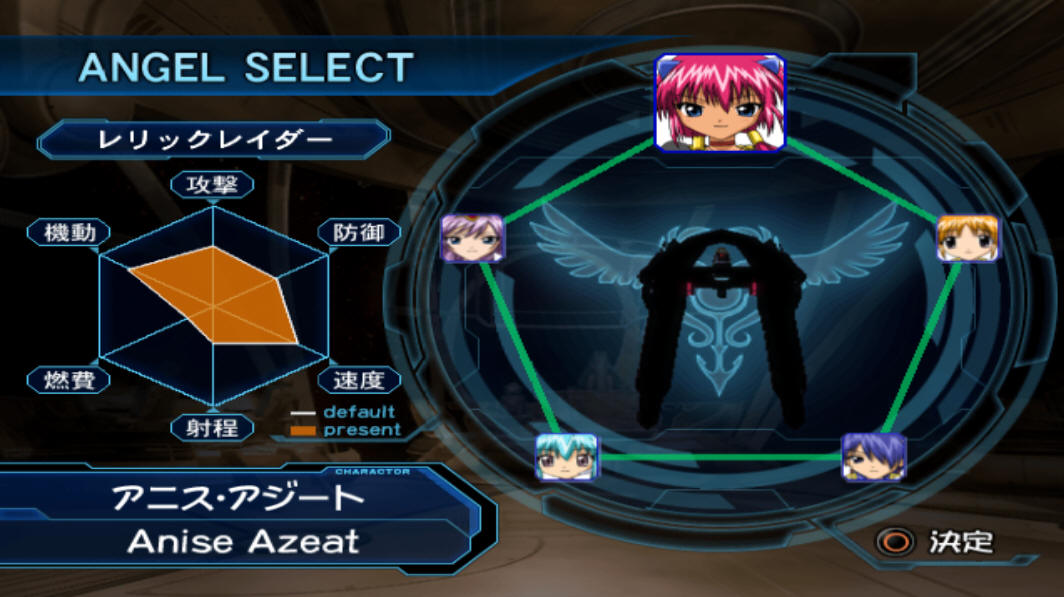 ANGEL SELECT
レリックレイダー
攻撃
機動
防御
燃費
速度
射程
default
present
CHARACTOR
アニス・アジート
Anise Azeat
決定